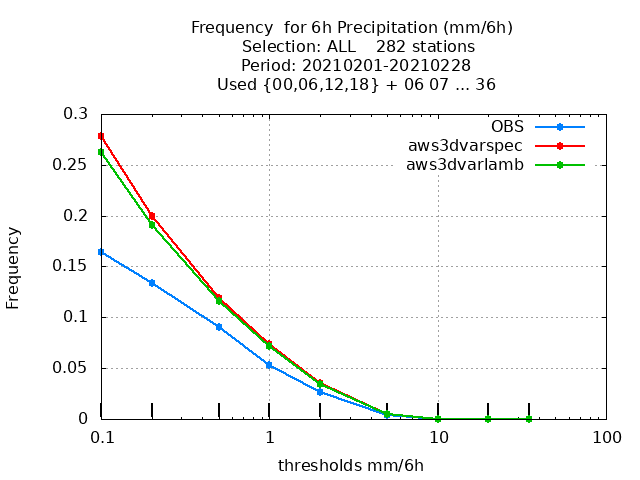 Frequency  for 6h Precipitation (mm/6h)
Selection: ALL    282 stations
Period: 20210201-20210228
Used {00,06,12,18} + 06 07 ... 36
OBS
aws3dvarspec
aws3dvarlamb
Frequency
0.3
0.25
0.2
0.15
0.1
0.05
0
0.1 1 10 100
thresholds mm/6h